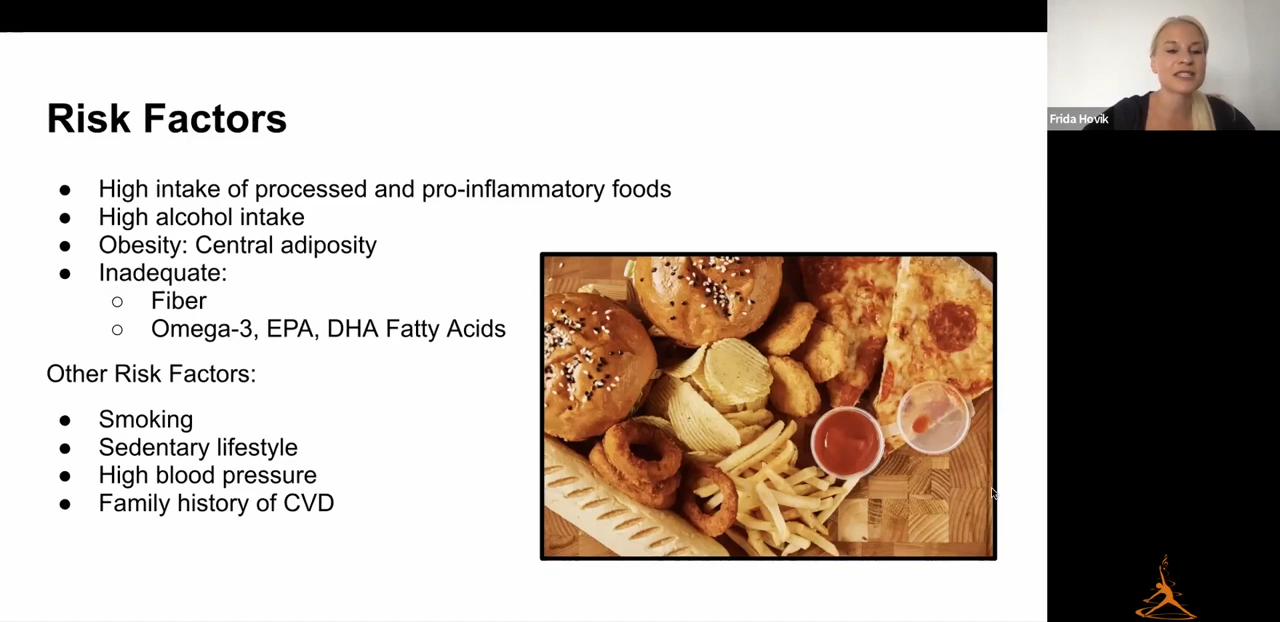 Risk Factors
● High intake of processed and pro-inflammatory foods
● High alcohol intake
● Obesity: Central adiposity
● Inadequate:
○ Fiber
○ Omega-3, EPA, DHA Fatty Acids
Other Risk Factors:
● Smoking
● Sedentary lifestyle
● High blood pressure
● Family history of CVD
Frida Hovik